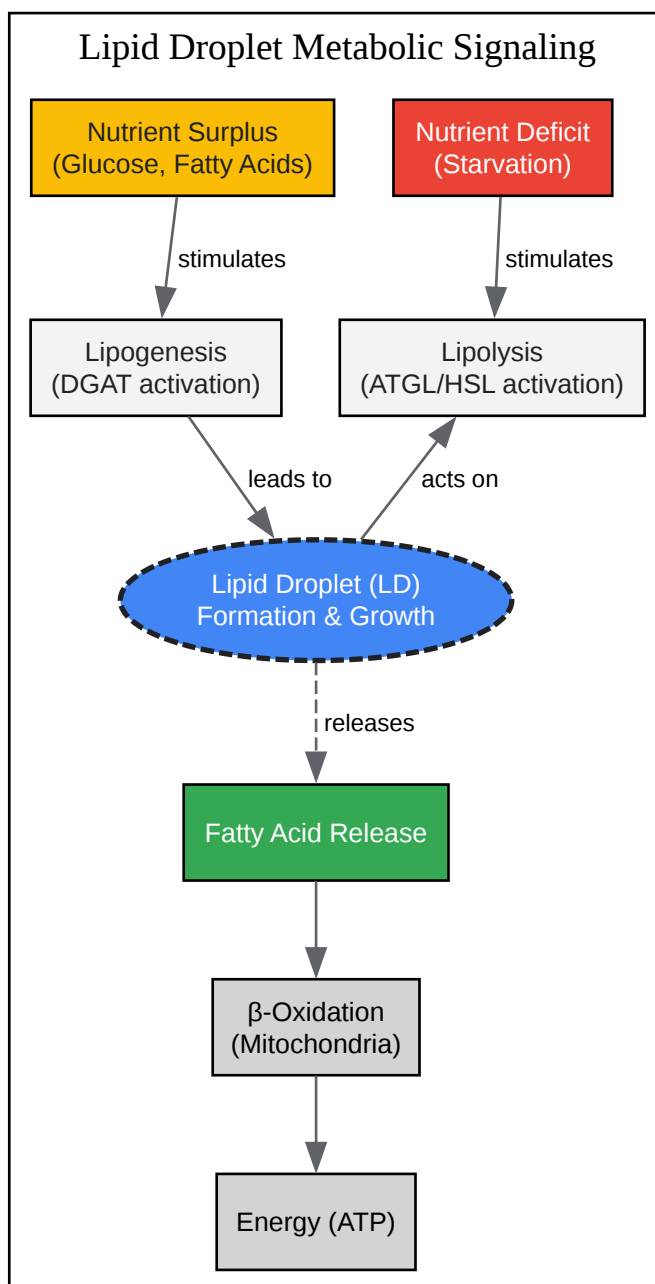 Lipid Droplet Metabolic Signaling
Nutrient Surplus
(Glucose, Fatty Acids)
Nutrient Deficit
(Starvation)
stimulates
stimulates
Lipogenesis
(DGAT activation)
Lipolysis
(ATGL/HSL activation)
leads to
acts on
Lipid Droplet (LD)
Formation & Growth
releases
Fatty Acid Release
β-Oxidation
(Mitochondria)
Energy (ATP)